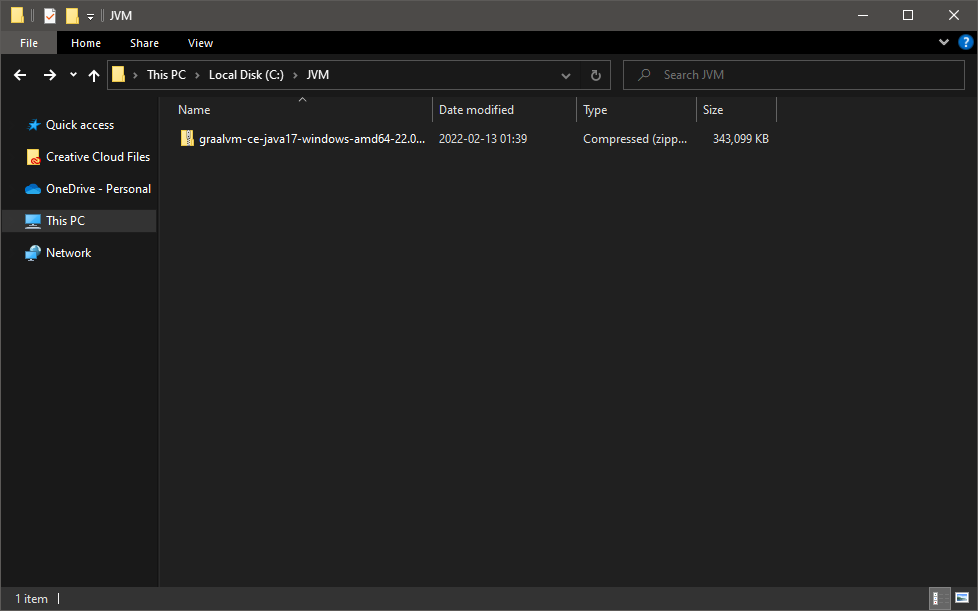 JVM
File Home Share View
This PC Local Disk (C:) JVM
Search JVM
Name Date modified Type Size
graalvm-ce-java17-windows-amd64-22.0... 2022-02-13 01:39 Compressed (zipp... 343,099 KB
Quick access
Creative Cloud Files
OneDrive - Personal
This PC
Network
1 item